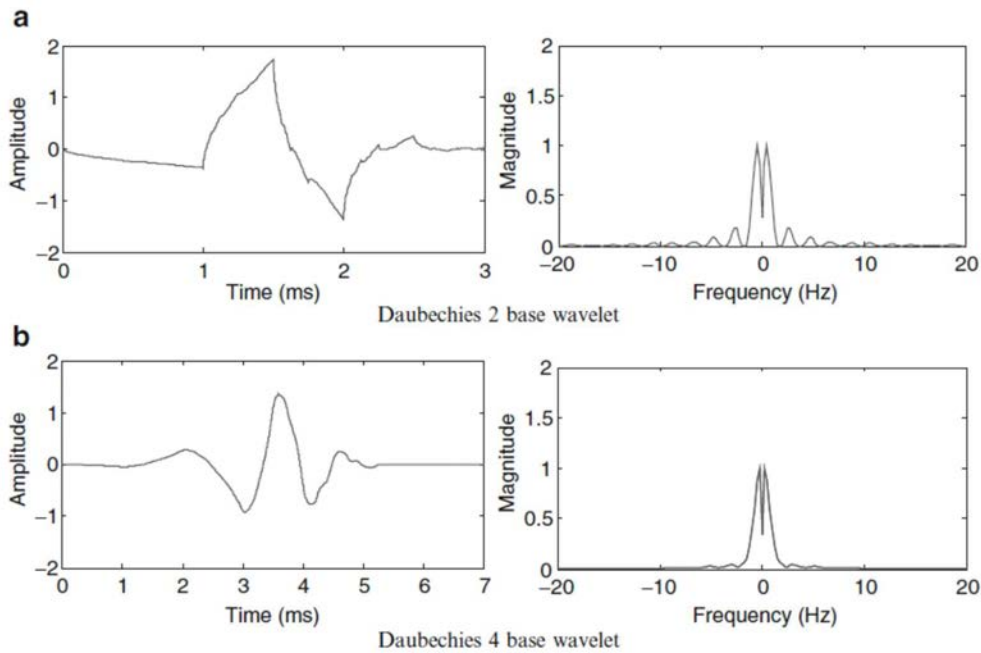 a
2
1
0
−1
−2
Amplitude
0 1 2 3
Time (ms)
2
1.5
1
0.5
0
Magnitude
−20 −10 0 10 20
Frequency (Hz)
Daubechies 2 base wavelet
b
2
1
0
−1
−2
Amplitude
0 1 2 3 4 5 6 7
Time (ms)
2
1.5
1
0.5
0
Magnitude
−20 −10 0 10 20
Frequency (Hz)
Daubechies 4 base wavelet